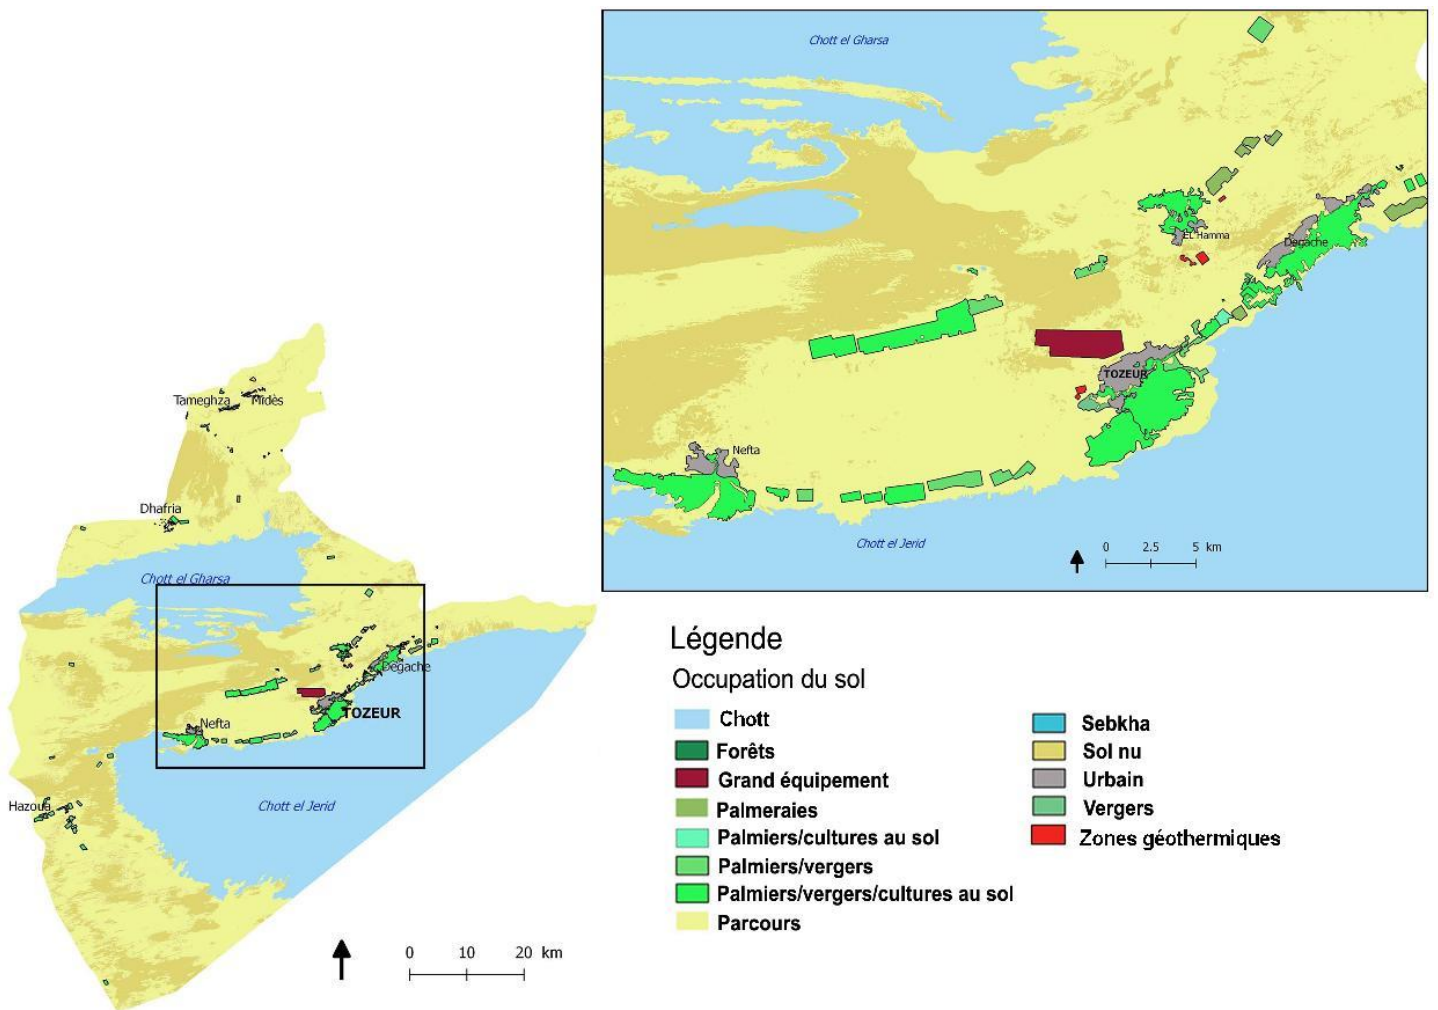 Chott el Gharsa
EL Hamma
Degache
TOZEUR
Nefta
Chott el Jerid
0 2.5 5 km
Tameghza
Midès
Dhafria
Chott el Gharsa
Degache
TOZEUR
Nefta
Hazoua
Chott el Jerid
0 10 20 km
Légende
Occupation du sol
Chott
Forêts
Grand équipement
Palmeraies
Palmiers/cultures au sol
Palmiers/vergers
Palmiers/vergers/cultures au sol
Parcours
Sebkha
Sol nu
Urbain
Vergers
Zones géothermiques